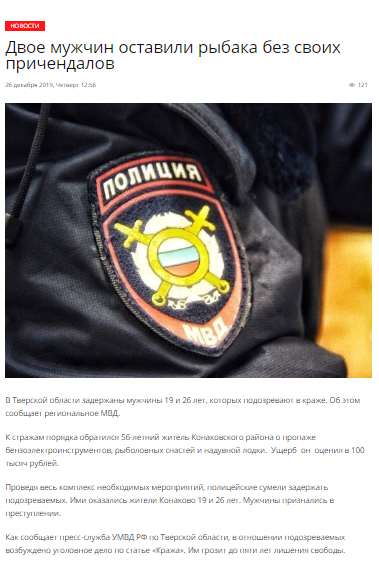 НОВОСТИ
Двое мужчин оставили рыбака без своих
причендалов
26 декабря 2019, Четверг 12:56
121
ПОЛИЦИЯ
МВД
В Тверской области задержаны мужчины 19 и 26 лет, которых подозревают в краже. Об этом
сообщает региональное МВД.
К стражам порядка обратился 56-летний житель Конаковского района о пропаже
бензоэлектроинструментов, рыболовных снастей и надувной лодки. Ущерб он оценил в 100
тысяч рублей.
Проведя весь комплекс необходимых мероприятий, полицейские сумели задержать
подозреваемых. Ими оказались жители Конаково 19 и 26 лет. Мужчины признались в
преступлении.
Как сообщает пресс-служба УМВД РФ по Тверской области, в отношении подозреваемых
возбуждено уголовное дело по статье «Кража». Им грозит до пяти лет лишения свободы.